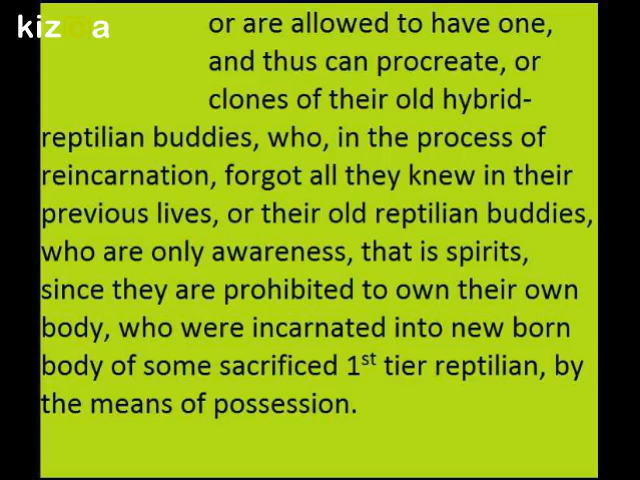 kizoa
or are allowed to have one,
and thus can procreate, or
clones of their old hybrid-
reptilian buddies, who, in the process of
reincarnation, forgot all they knew in their
previous lives, or their old reptilian buddies,
who are only awareness, that is spirits,
since they are prohibited to own their own
body, who were incarnated into new born
body of some sacrificed 1st tier reptilian, by
the means of possession.